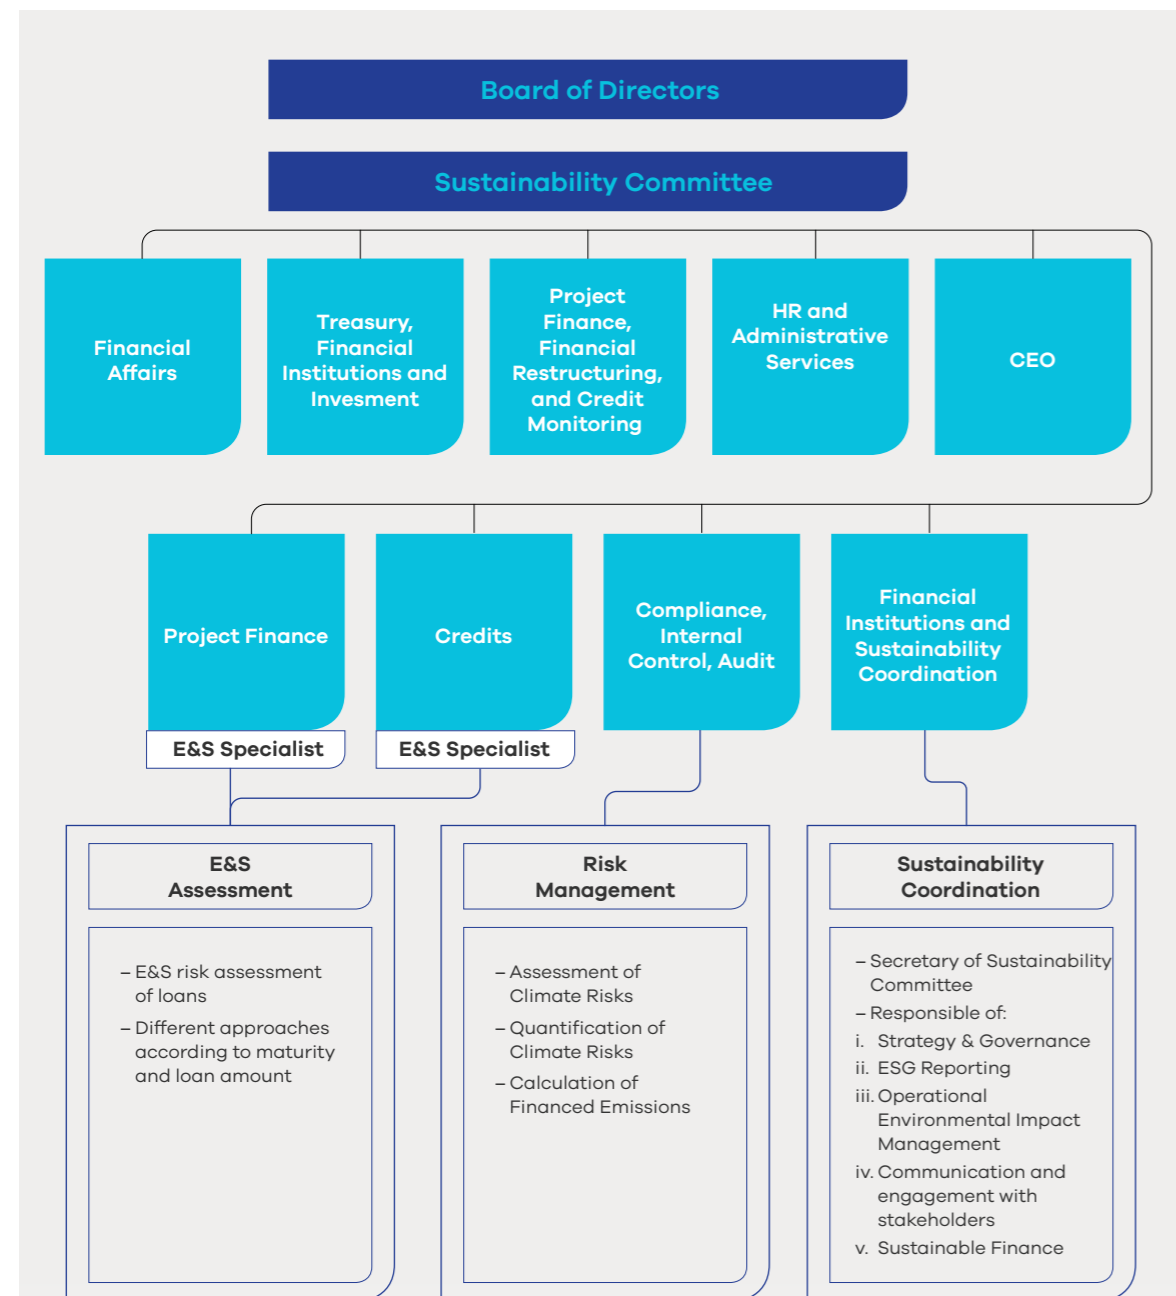 Board of Directors
Sustainability Committee
Financial
Affairs
Treasury,
Financial
Institutions and
Invesment
Project
Finance,
Financial
Restructuring,
and Credit
Monitoring
HR and
Administrative
Services
CEO
Project Finance
Credits
Compliance,
Internal
Control, Audit
Financial
Institutions and
Sustainability
Coordination
E&S Specialist
E&S Specialist
E&S
Assessment
– E&S risk assessment
of loans
– Different approaches
according to maturity
and loan amount
Risk
Management
– Assessment of
Climate Risks
– Quantification of
Climate Risks
– Calculation of
Financed Emissions
Sustainability
Coordination
– Secretary of Sustainability
Committee
– Responsible of:
i. Strategy & Governance
ii. ESG Reporting
iii. Operational
Environmental Impact
Management
iv. Communication and
engagement with
stakeholders
v. Sustainable Finance